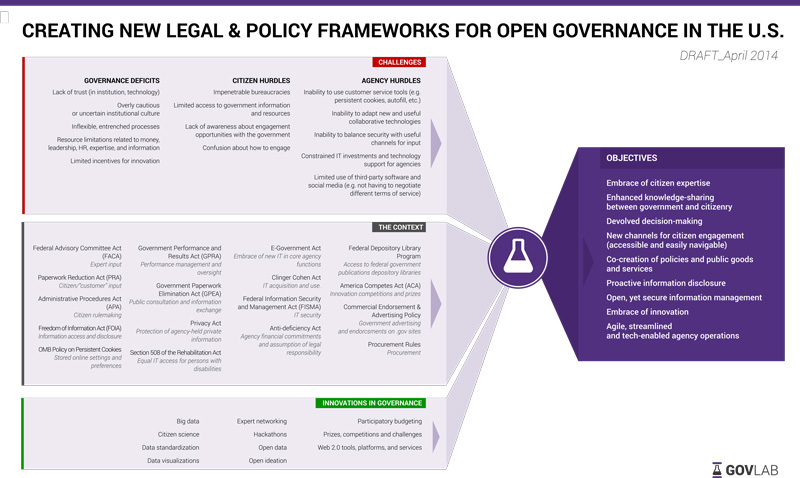 CREATING NEW LEGAL & POLICY FRAMEWORKS FOR OPEN GOVERNANCE IN THE U.S.
DRAFT_April 2014
CHALLENGES
GOVERNANCE DEFICITS
Lack of trust (in institution, technology)
Overly cautious
or uncertain institutional culture
Inflexible, entrenched processes
Resource limitations related to money,
leadership, HR, expertise, and information
Limited incentives for innovation
CITIZEN HURDLES
Impenetrable bureaucracies
Limited access to government information
and resources
Lack of awareness about engagement
opportunities with the government
Confusion about how to engage
AGENCY HURDLES
Inability to use customer service tools (e.g.
persistent cookies, autofill, etc.)
Inability to adapt new and useful
collaborative technologies
Inability to balance security with useful
channels for input
Constrained IT investments and technology
support for agencies
Limited use of third-party software and
social media (e.g. not having to negotiate
different terms of service)
THE CONTEXT
Federal Advisory Committee Act
(FACA)
Expert input
Paperwork Reduction Act (PRA)
Citizen/"customer" input
Administrative Procedures Act
(APA)
Citizen rulemaking
Freedom of Information Act (FOIA)
Information access and disclosure
OMB Policy on Persistent Cookies
Stored online settings and
preferences
Government Performance and
Results Act (GPRA)
Performance management and
oversight
Government Paperwork
Elimination Act (GPEA)
Public consultation and information
exchange
Privacy Act
Protection of agency-held private
information
Section 508 of the Rehabilitation Act
Equal IT access for persons with
disabilities
E-Government Act
Embrace of new IT in core agency
functions
Clinger Cohen Act
IT acquisition and use.
Federal Information Security
and Management Act (FISMA)
IT security
Anti-deficiency Act
Agency financial commitments
and assumption of legal
responsibility
Federal Depository Library
Program
Access to federal government
publications depository libraries
America Competes Act (ACA)
Innovation competitions and prizes
Commercial Endorsement &
Advertising Policy
Government advertising
and endorsements on .gov sites
Procurement Rules
Procurement
INNOVATIONS IN GOVERNANCE
Big data
Citizen science
Data standardization
Data visualizations
Expert networking
Hackathons
Open data
Open ideation
Participatory budgeting
Prizes, competitions and challenges
Web 2.0 tools, platforms, and services
OBJECTIVES
Embrace of citizen expertise
Enhanced knowledge-sharing
between government and citizenry
Devolved decision-making
New channels for citizen engagement
(accessible and easily navigable)
Co-creation of policies and public goods
and services
Proactive information disclosure
Open, yet secure information management
Embrace of innovation
Agile, streamlined
and tech-enabled agency operations
GOVLAB